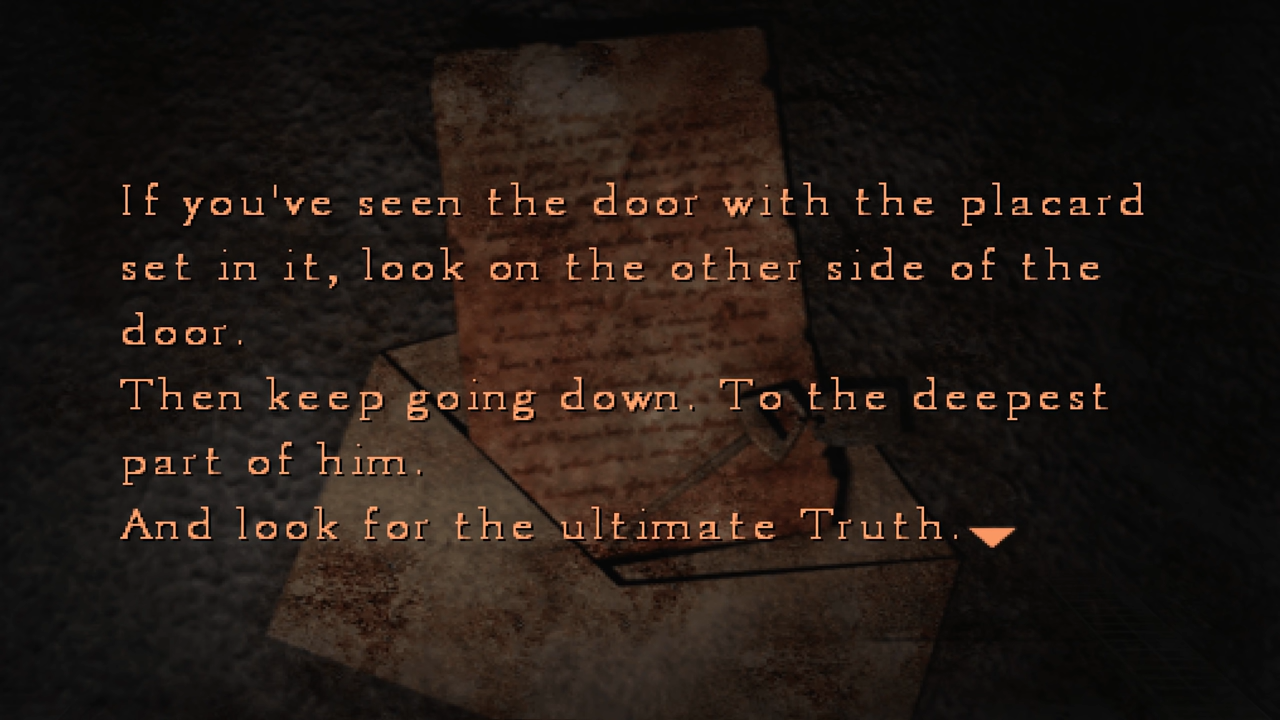 If you've seen the door with the placard
set in it, look on the other side of the
door.
Then keep going down. To the deepest
part of him.
And look for the ultimate Truth.